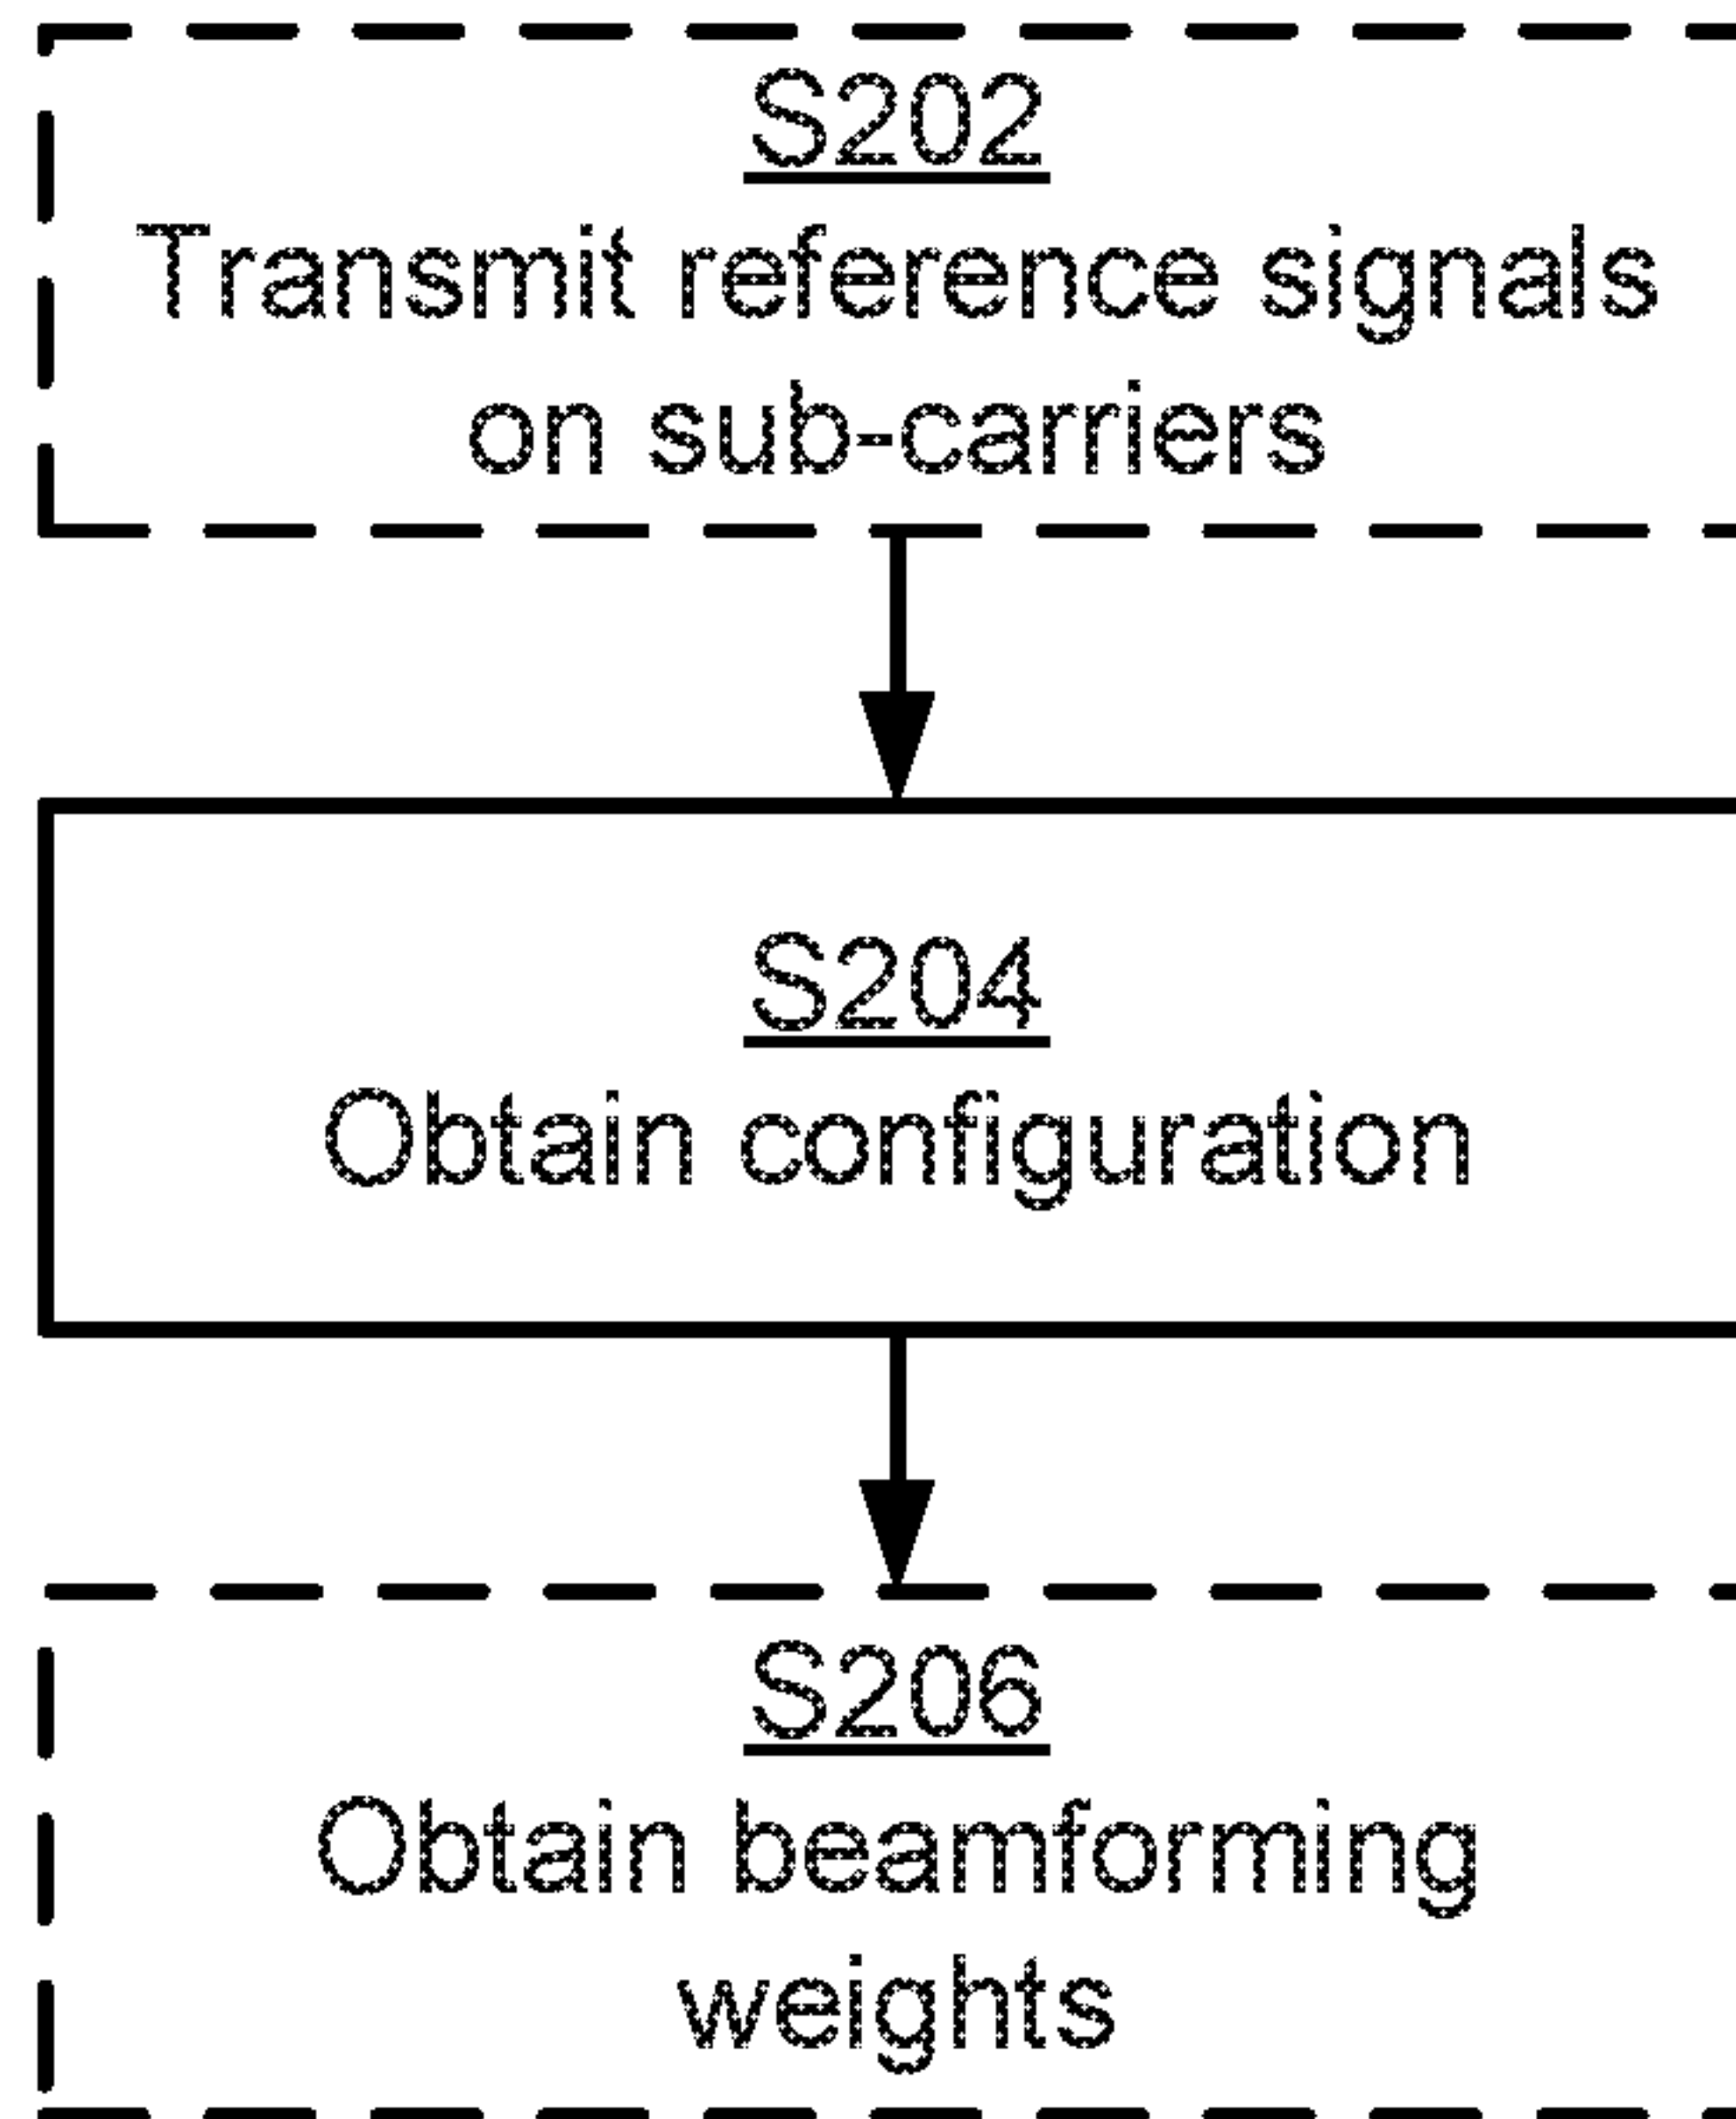 S202
Transmit reference signals
on sub-carriers
S204
Obtain configuration
S206
Obtain beamforming
weights